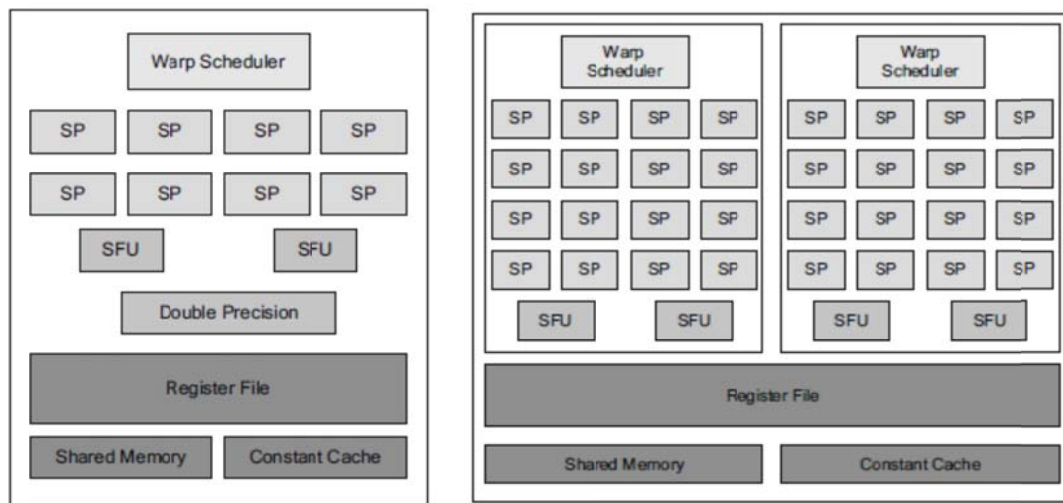 Warp Scheduler
SP SP SP SP
SP SP SP SP
SFU SFU
Double Precision
Register File
Shared Memory Constant Cache
Warp
Scheduler
SP SP SP SP
SP SP SP SP
SP SP SP SP
SP SP SP SP
SFU SFU
Warp
Scheduler
SP SP SP SP
SP SP SP SP
SP SP SP SP
SP SP SP SP
SFU SFU
Register File
Shared Memory Constant Cache